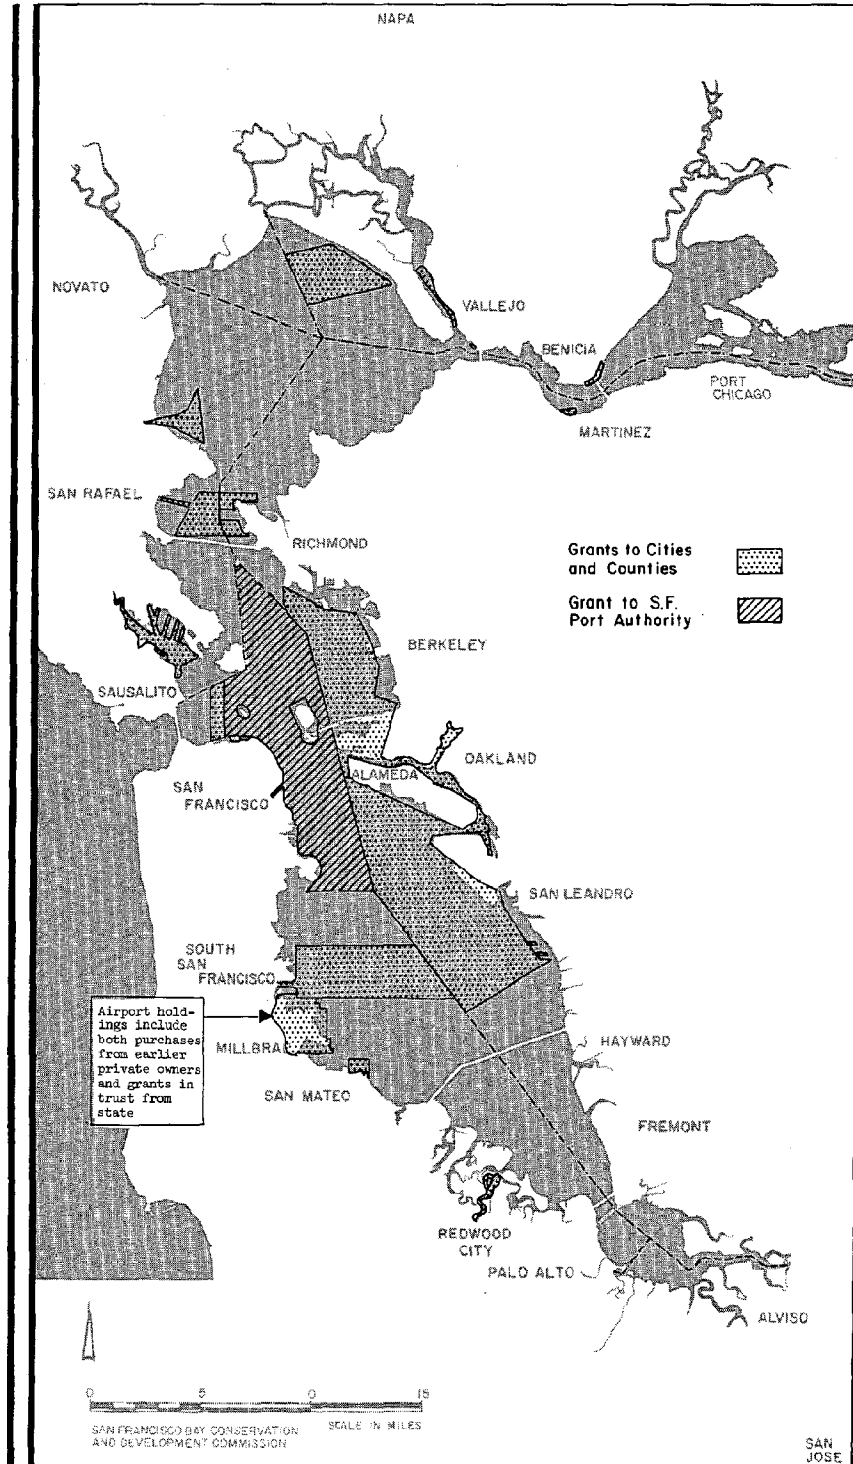 NAPA
NOVATO
VALLEJO
BENICIA
PORT
CHICAGO
MARTINEZ
SAN RAFAEL
RICHMOND
Grants to Cities
and Counties
Grant to S.F.
Port Authority
BERKELEY
SAUSALITO
OAKLAND
ALAMEDA
SAN
FRANCISCO
SAN LEANDRO
SOUTH
SAN
FRANCISCO
Airport hold-
ings include
both purchases
from earlier
private owners
and grants in
trust from
state
MILLBRA
HAYWARD
SAN MATEO
FREMONT
REDWOOD
CITY
PALO ALTO
ALVISO
0 5 0 15
SCALE IN MILES
SAN FRANCISCO BAY CONSERVATION
AND DEVELOPMENT COMMISSION
SAN
JOSE